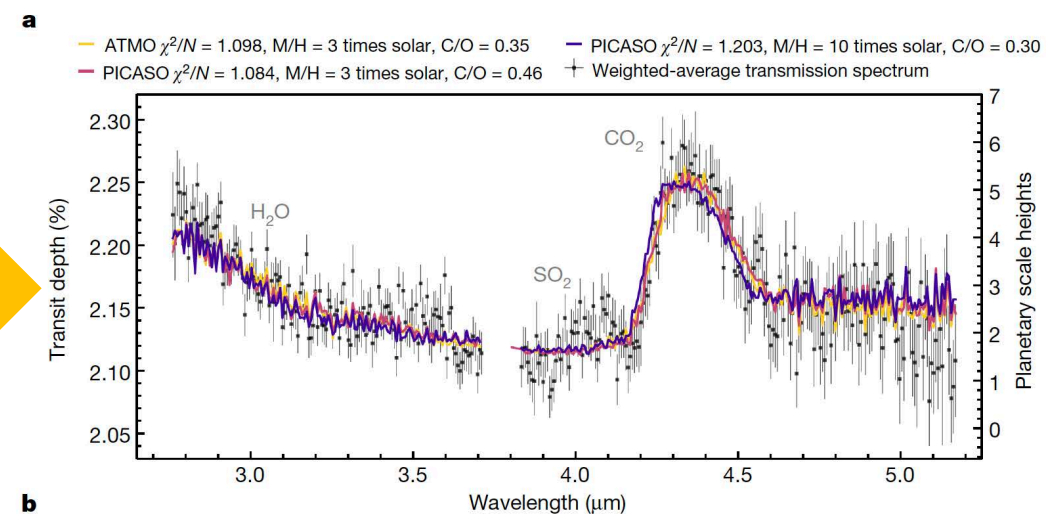 a
ATMO χ²/N = 1.098, M/H = 3 times solar, C/O = 0.35
PICASO χ²/N = 1.203, M/H = 10 times solar, C/O = 0.30
PICASO χ²/N = 1.084, M/H = 3 times solar, C/O = 0.46
Weighted-average transmission spectrum
Transit depth (%)
2.30
2.25
2.20
2.15
2.10
2.05
H₂O
SO₂
CO₂
7
6
5
4
3
2
1
0
Planetary scale heights
3.0 3.5 4.0 4.5 5.0
Wavelength (μm)
b